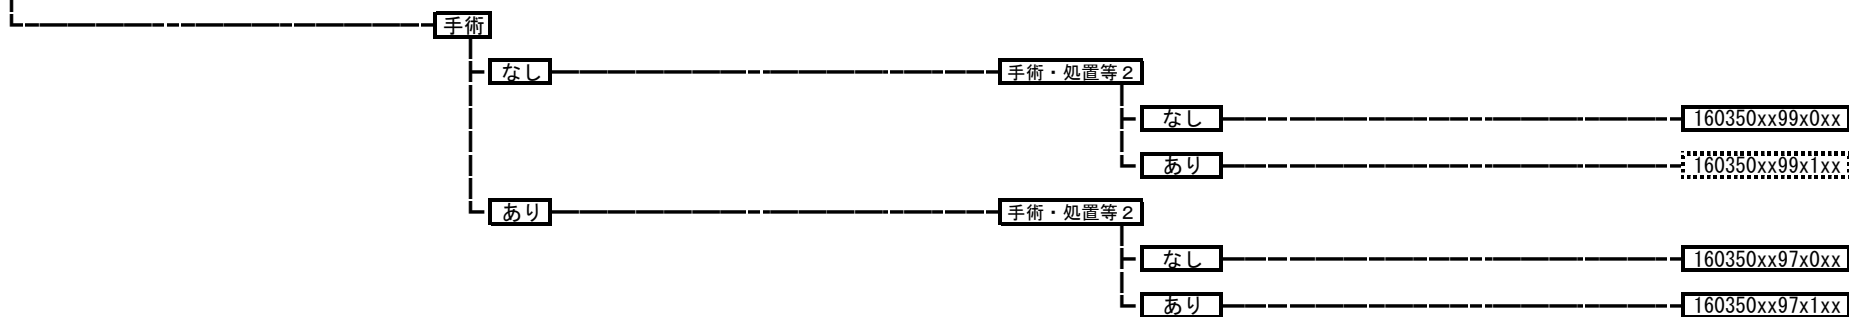 手術
なし 手術・処置等２
なし 160350xx99x0xx
あり 160350xx99x1xx
あり 手術・処置等２
なし 160350xx97x0xx
あり 160350xx97x1xx